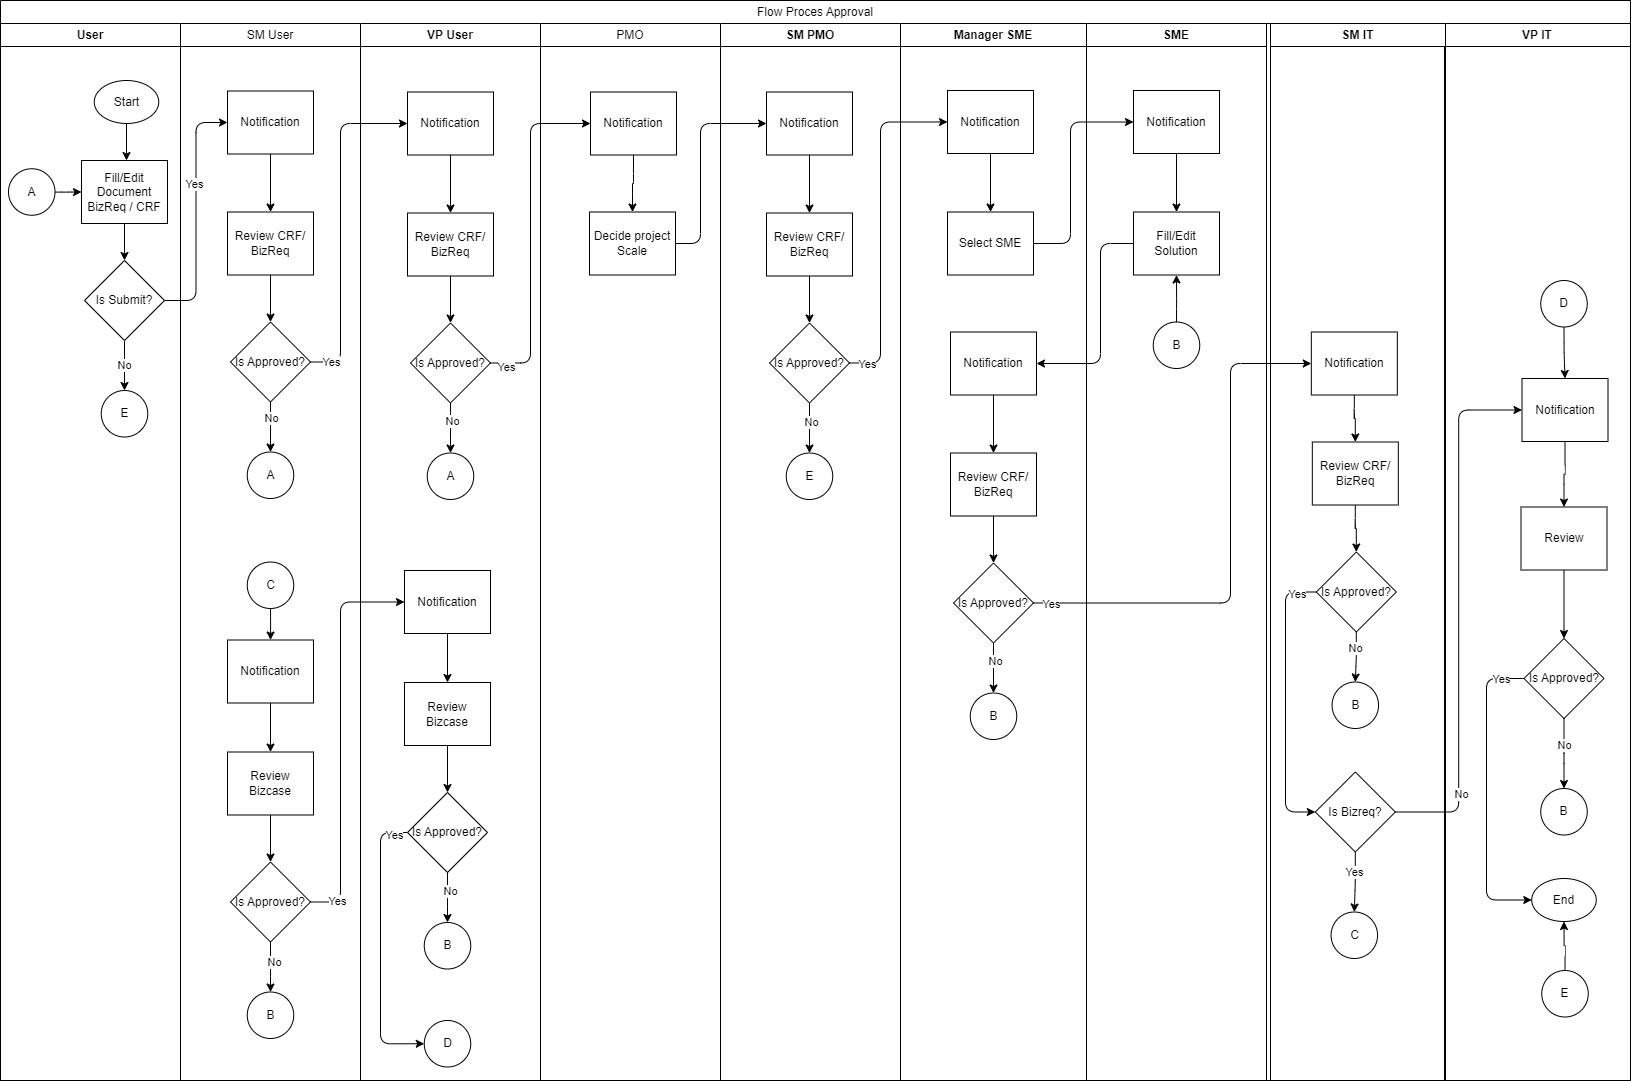 Flow Proces Approval
User
SM User
VP User
PMO
SM PMO
Manager SME
SME
SM IT
VP IT
Start
A
Fill/Edit
Document
BizReq / CRF
Is Submit?
Yes
No
E
Notification
Review CRF/
BizReq
Is Approved?
Yes
No
A
C
Notification
Review
Bizcase
Is Approved?
Yes
No
B
Notification
Review CRF/
BizReq
Is Approved?
Yes
No
A
Notification
Review
Bizcase
Is Approved?
Yes
No
B
D
Notification
Decide project
Scale
Notification
Review CRF/
BizReq
Is Approved?
Yes
No
E
Notification
Select SME
Notification
Review CRF/
BizReq
Is Approved?
Yes
No
B
Notification
Fill/Edit
Solution
B
Notification
Review CRF/
BizReq
Is Approved?
Yes
No
B
Is Bizreq?
No
Yes
C
D
Notification
Review
Is Approved?
Yes
No
B
End
E